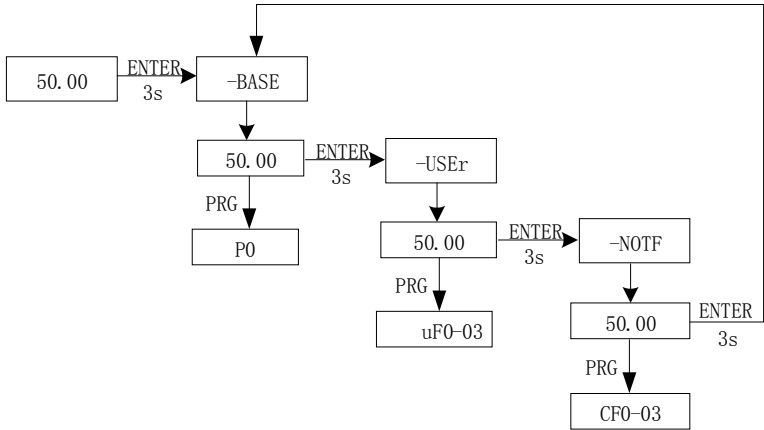 50.00
ENTER
3s
-BASE
50.00
ENTER
3s
-USEr
PRG
P0
50.00
ENTER
3s
-NOTF
PRG
uF0-03
50.00
ENTER
3s
PRG
CF0-03